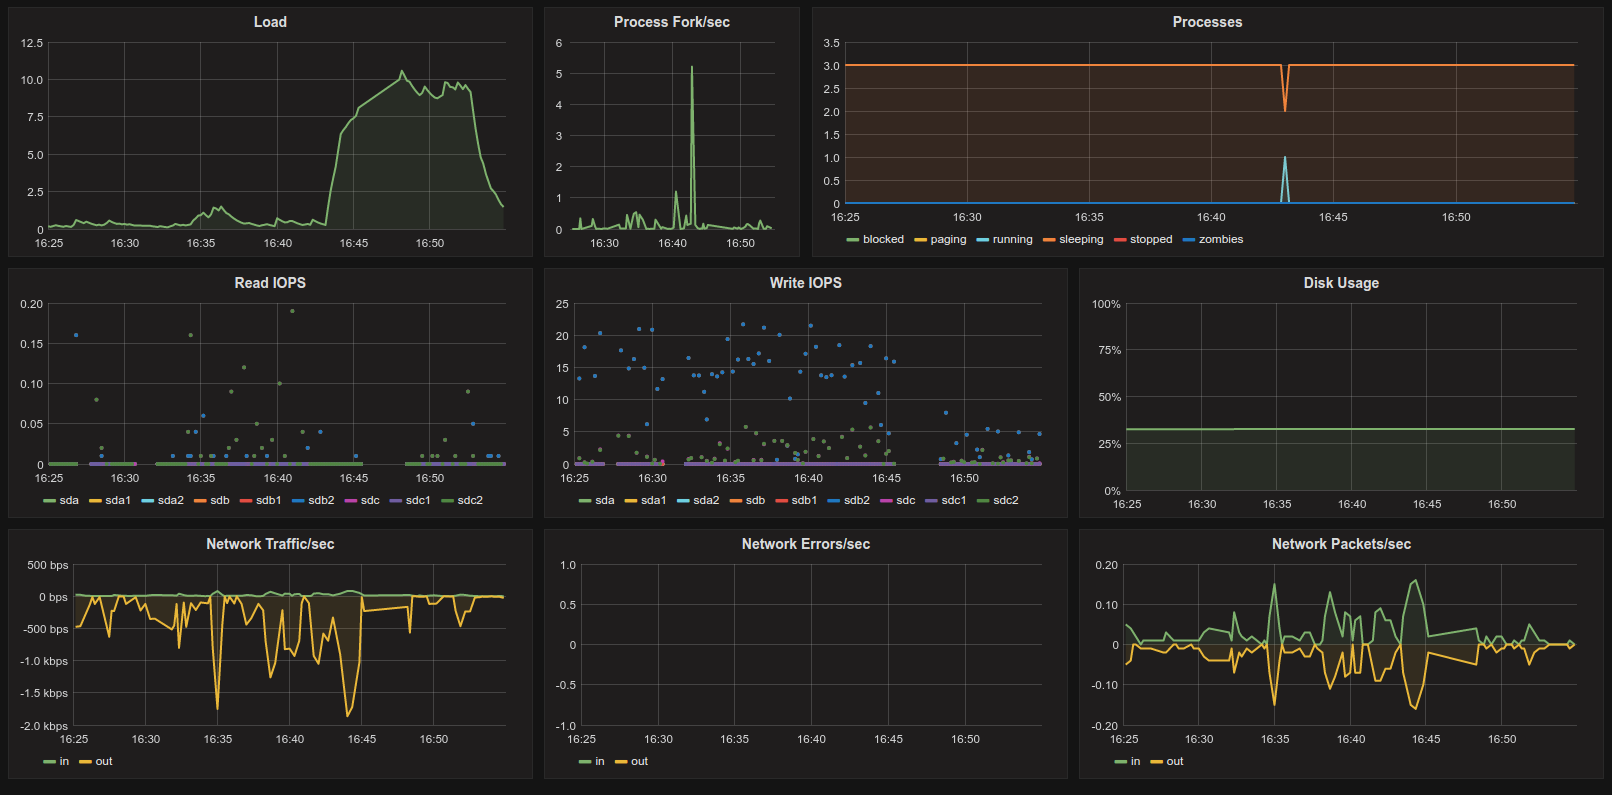 Load
12.5
10.0
7.5
5.0
2.5
0
16:25 16:30 16:35 16:40 16:45 16:50
Process Fork/sec
6
5
4
3
2
1
0
16:30 16:40 16:50
Processes
3.5
3.0
2.5
2.0
1.5
1.0
0.5
0
16:25 16:30 16:35 16:40 16:45 16:50
blocked paging running sleeping stopped zombies
Read IOPS
0.20
0.15
0.10
0.05
0
16:25 16:30 16:35 16:40 16:45 16:50
sda sda1 sda2 sdb sdb1 sdb2 sdc sdc1 sdc2
Write IOPS
25
20
15
10
5
0
16:25 16:30 16:35 16:40 16:45 16:50
sda sda1 sda2 sdb sdb1 sdb2 sdc sdc1 sdc2
Disk Usage
100%
75%
50%
25%
0%
16:25 16:30 16:35 16:40 16:45 16:50
Network Traffic/sec
500 bps
0 bps
-500 bps
-1.0 kbps
-1.5 kbps
-2.0 kbps
16:25 16:30 16:35 16:40 16:45 16:50
in out
Network Errors/sec
1.0
0.5
0
-0.5
-1.0
16:25 16:30 16:35 16:40 16:45 16:50
in out
Network Packets/sec
0.20
0.10
0
-0.10
-0.20
16:25 16:30 16:35 16:40 16:45 16:50
in out